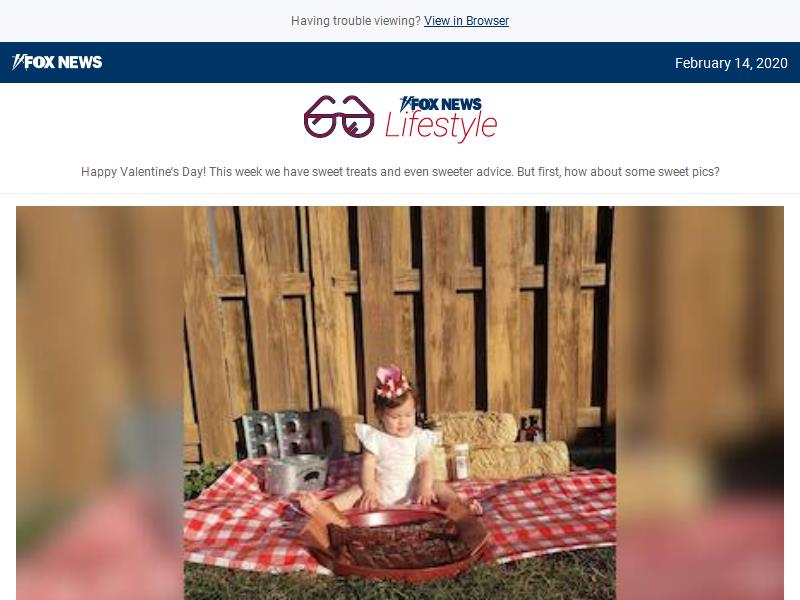 Having trouble viewing? View in Browser
FOX NEWS
February 14, 2020
FOX NEWS
Lifestyle
Happy Valentine's Day! This week we have sweet treats and even sweeter advice. But first, how about some sweet pics?
BBQ